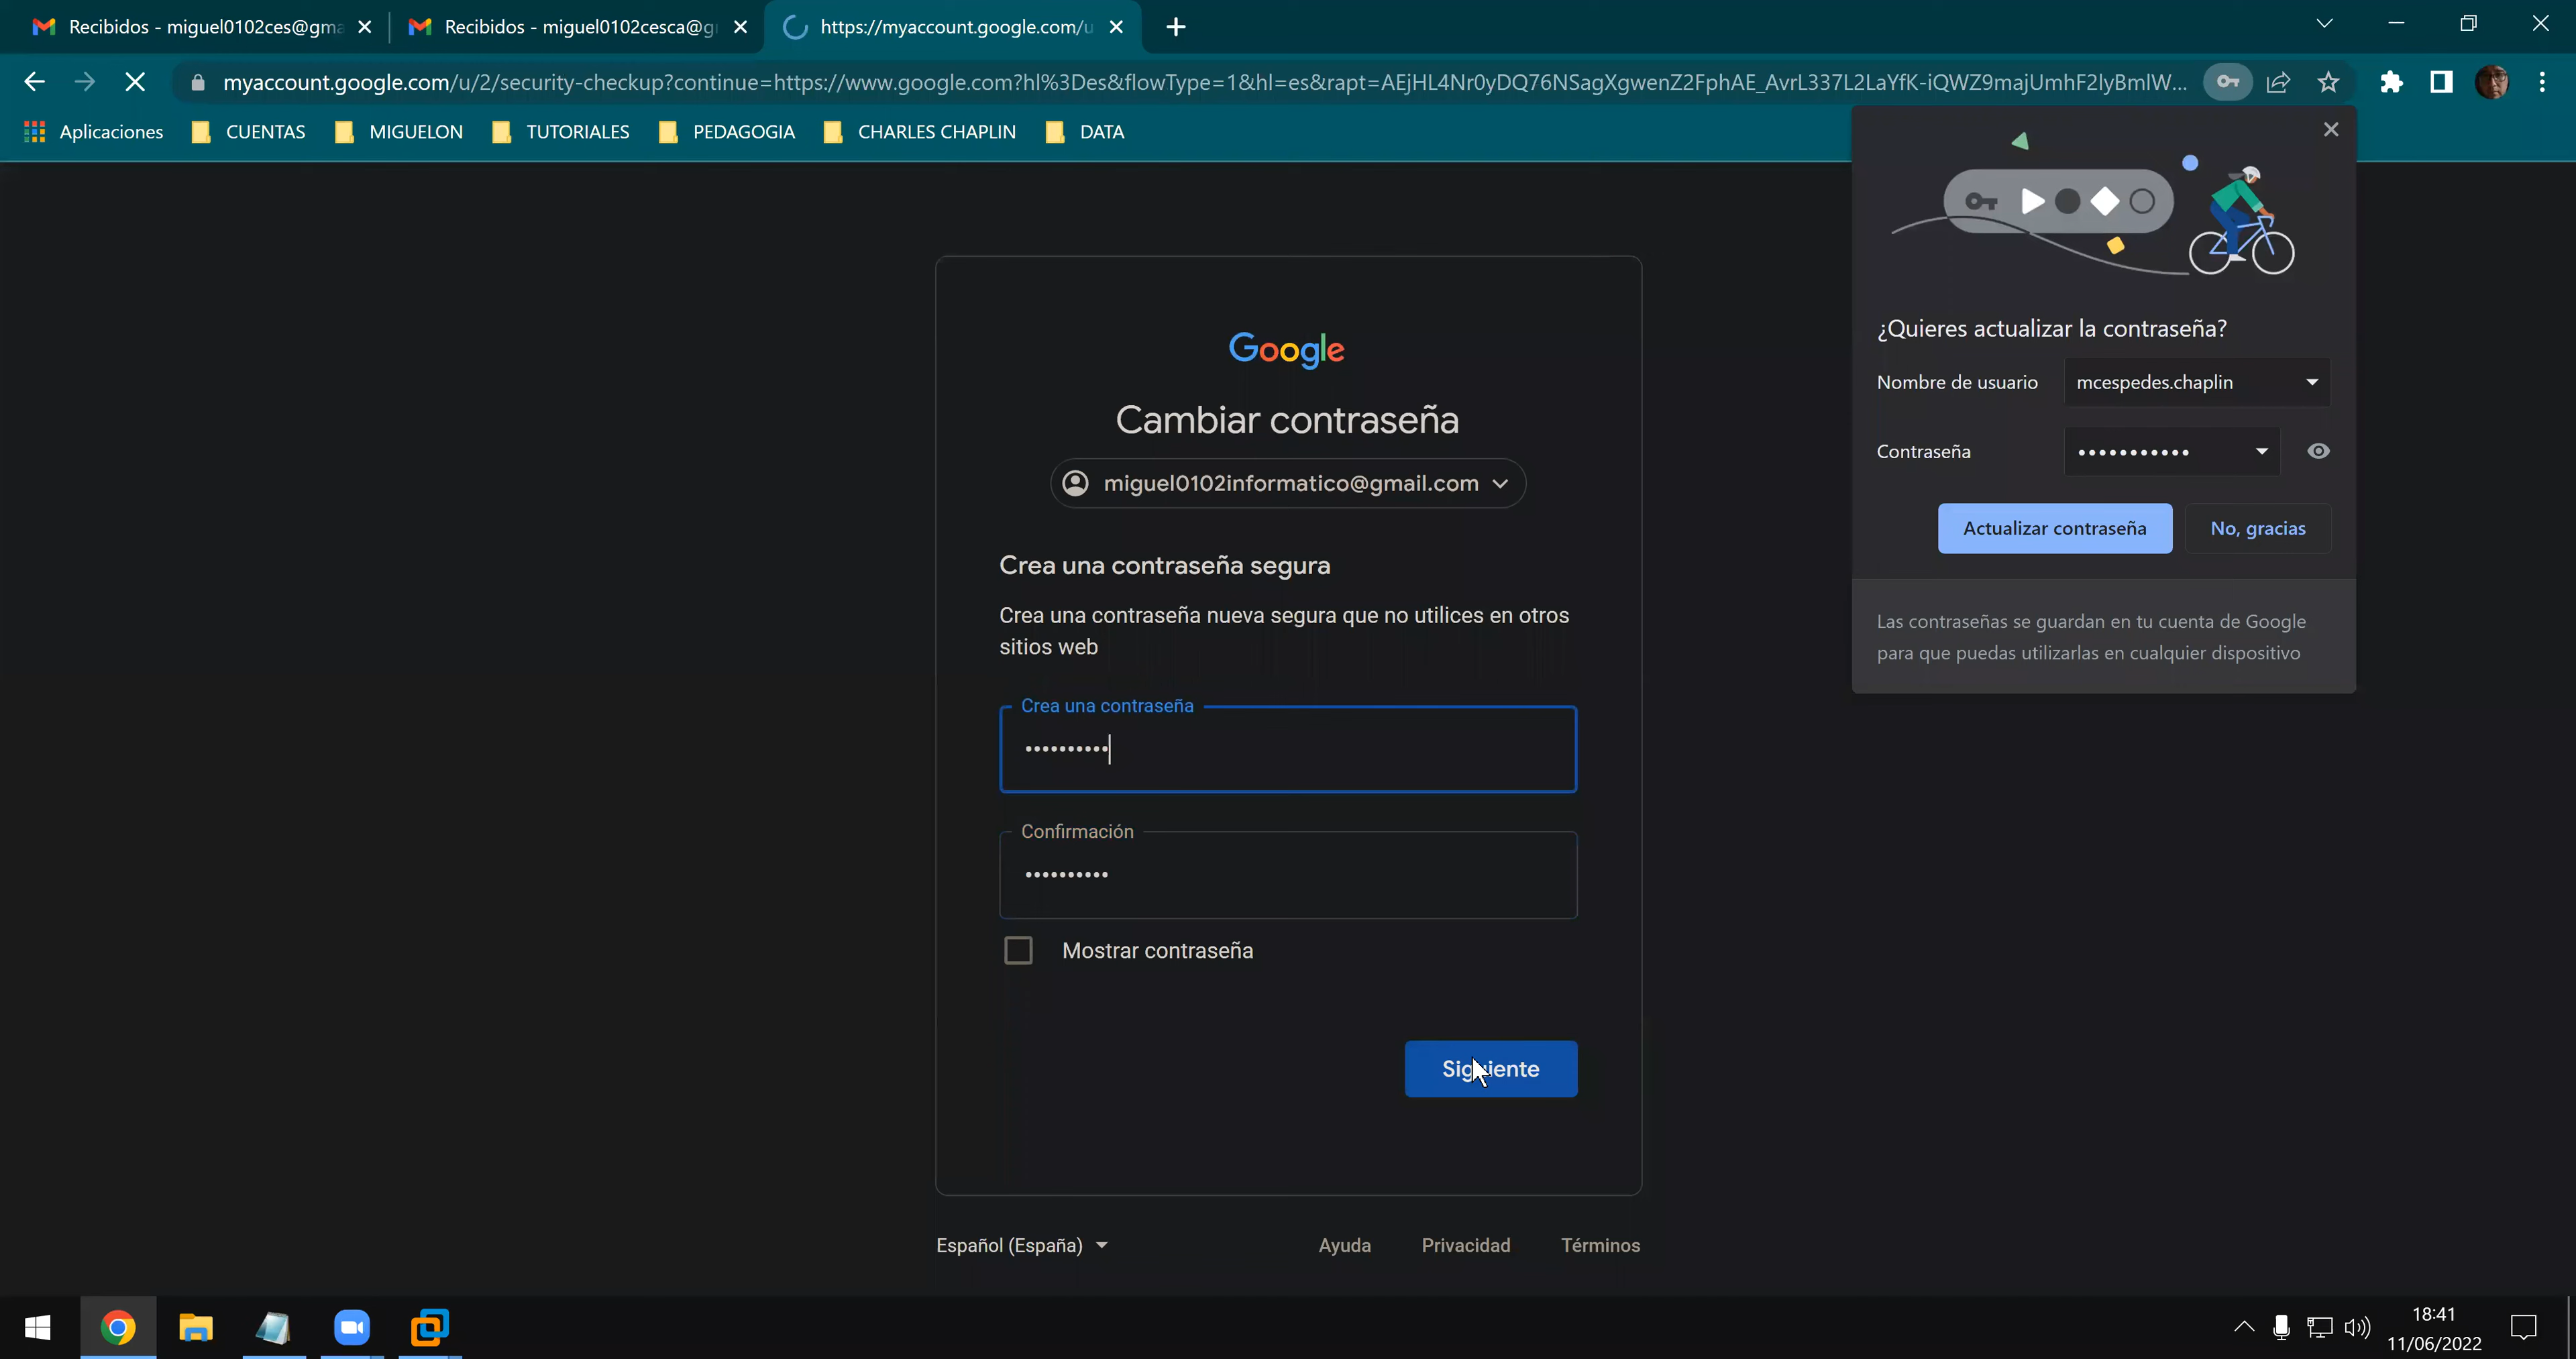 Recibidos - miguel0102ces@gma
Recibidos - miguel0102cesca@g
https://myaccount.google.com/u
myaccount.google.com/u/2/security-checkup?continue=https://www.google.com?hl%3Des&flowType=1&hl=es&rapt=AEjHL4Nr0yDQ76NSagXgwenZ2FphAE_AvrL337L2LaYfK-iQWZ9majUmhF2lyBmlW...
Aplicaciones
CUENTAS
MIGUELON
TUTORIALES
PEDAGOGIA
CHARLES CHAPLIN
DATA
¿Quieres actualizar la contraseña?
Nombre de usuario mcespedes.chaplin
Contraseña •••••••••••
Actualizar contraseña
No, gracias
Las contraseñas se guardan en tu cuenta de Google
para que puedas utilizarlas en cualquier dispositivo
Google
Cambiar contraseña
miguel0102informatico@gmail.com
Crea una contraseña segura
Crea una contraseña nueva segura que no utilices en otros
sitios web
Crea una contraseña
••••••••••
Confirmación
••••••••••
Mostrar contraseña
Siguiente
Español (España)
Ayuda
Privacidad
Términos
18:41
11/06/2022